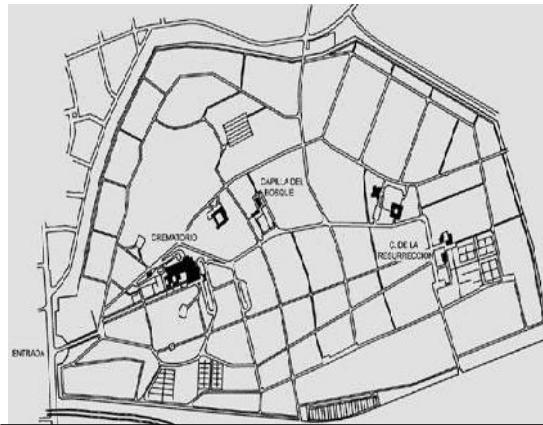 CAPILLA DEL
BOSQUE
CREMATORIO
C. DE LA
RESURRECCION
ENTRADA